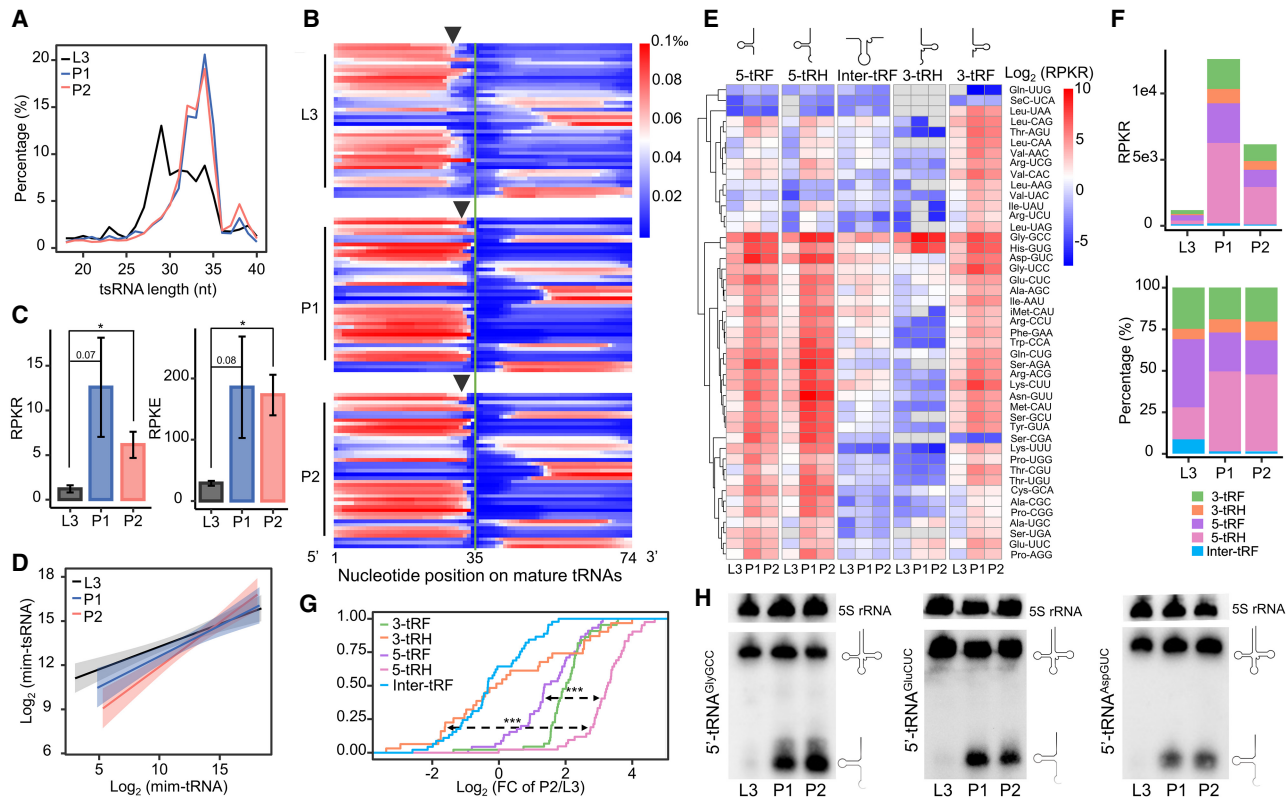 A
L3
P1
P2
Percentage (%)
20
15
10
5
0
20 25 30 35 40
tsRNA length (nt)
B
L3
P1
P2
0.1‰
0.08
0.06
0.04
0.02
5' 1 35 74 3'
Nucleotide position on mature tRNAs
C
RPKR
15
10
5
0
0.07
*
L3 P1 P2
RPKE
200
100
0
0.08
*
L3 P1 P2
D
L3
P1
P2
Log2 (mim-tsRNA)
18
15
12
9
6
5 10 15
Log2 (mim-tRNA)
E
5-tRF 5-tRH Inter-tRF 3-tRH 3-tRF
Log2 (RPKR)
10
5
0
-5
Gln-UUG
SeC-UCA
Leu-UAA
Leu-CAG
Thr-AGU
Leu-CAA
Val-AAC
Arg-UCG
Val-CAC
Leu-AAG
Val-UAC
Ile-UAU
Arg-UCU
Leu-UAG
Gly-GCC
His-GUG
Asp-GUC
Gly-UCC
Glu-CUC
Ala-AGC
Ile-AAU
iMet-CAU
Arg-CCU
Phe-GAA
Trp-CCA
Gln-CUG
Ser-AGA
Arg-ACG
Lys-CUU
Asn-GUU
Met-CAU
Ser-GCU
Tyr-GUA
Ser-CGA
Lys-UUU
Pro-UGG
Thr-CGU
Thr-UGU
Cys-GCA
Ala-CGC
Pro-CGG
Ala-UGC
Ser-UGA
Glu-UUC
Pro-AGG
L3 P1 P2 L3 P1 P2 L3 P1 P2 L3 P1 P2 L3 P1 P2
F
RPKR
1e4
5e3
0
L3 P1 P2
Percentage (%)
100
75
50
25
0
L3 P1 P2
3-tRF
3-tRH
5-tRF
5-tRH
Inter-tRF
G
1.00
0.75
0.50
0.25
0.00
3-tRF
3-tRH
5-tRF
5-tRH
Inter-tRF
***
***
-2 0 2 4
Log2 (FC of P2/L3)
H
5S rRNA
5'-tRNAGlyGCC
L3 P1 P2
5S rRNA
5'-tRNAGluCUC
L3 P1 P2
5S rRNA
5'-tRNAAspGUC
L3 P1 P2